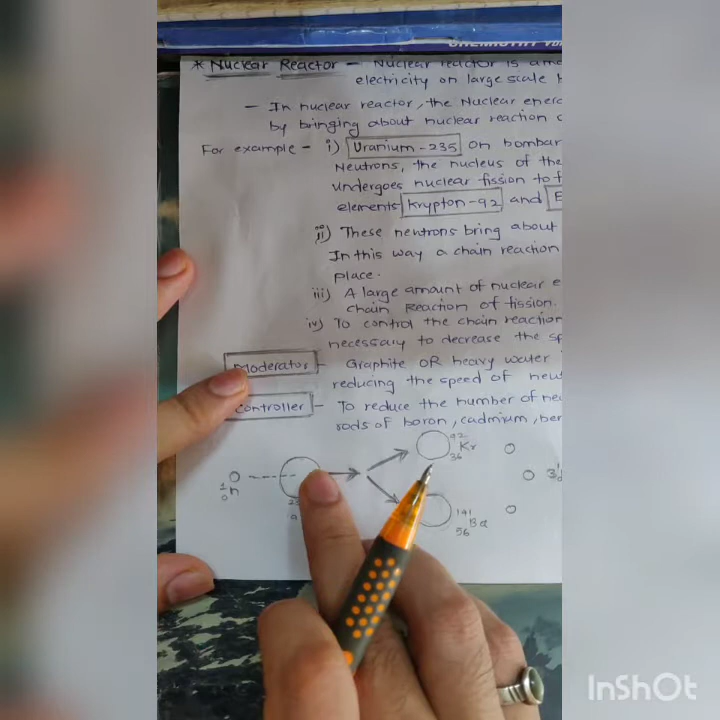 CHEMISTRY
* Nuclear Reactor - Nuclear reactor is a
electricity on large scale
- In nuclear reactor, the Nuclear
by bringing about nuclear reaction
For example - i) Uranium-235 on
Neutrons, the nucleus of the
undergoes nuclear fission to
elements Krypton-92 and
ii) These neutrons bring about
In this way a chain reaction
place.
iii) A large amount of nuclear
chain Reaction of fission.
iv) To control the chain reaction
necessary to decrease the
Moderator - Graphite OR heavy water
reducing the speed of
Controller - To reduce the number of
rods of boron, cadmium,
92 36 Kr
1 0 n
141 56 Ba
InShOt